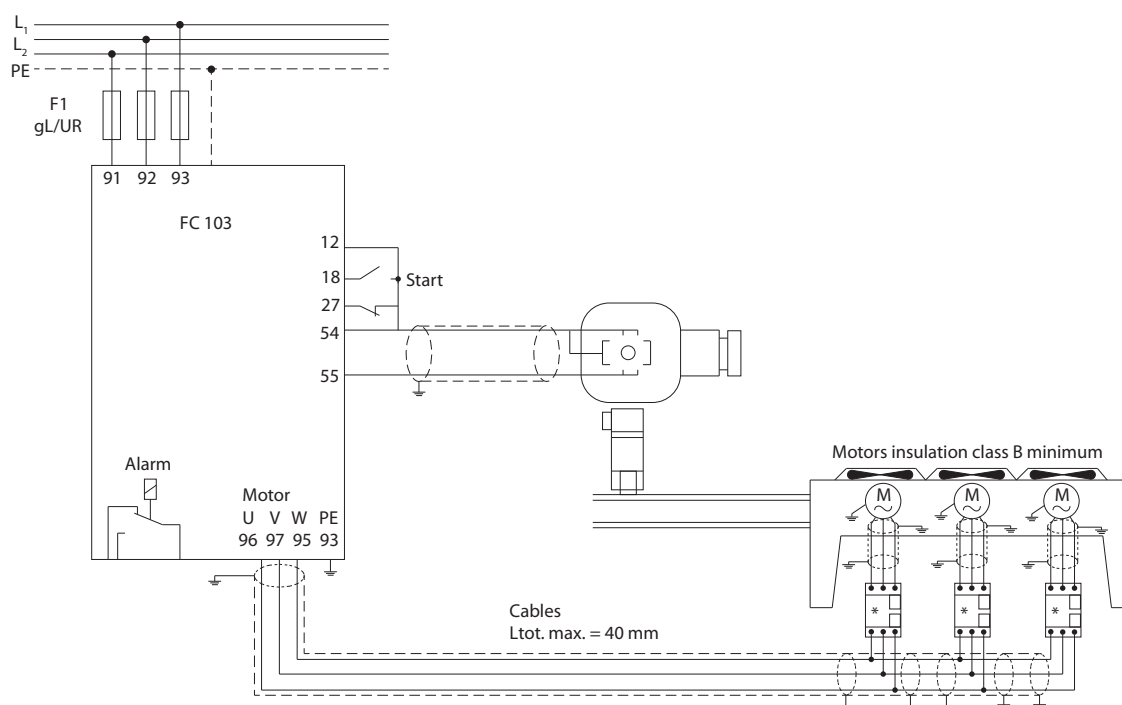 L1
L2
PE
F1
gL/UR
91 92 93
FC 103
12
18
Start
27
54
55
Alarm
Motor
U V W PE
96 97 95 93
Motors insulation class B minimum
M M M
Cables
Ltot. max. = 40 mm
* * *